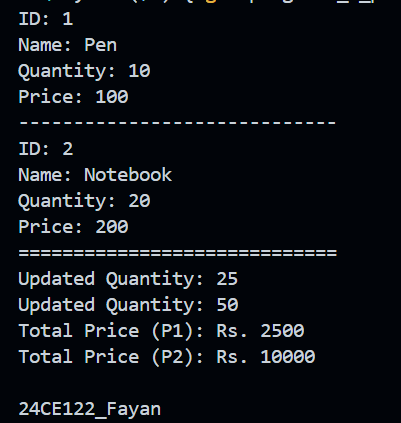 ID: 1
Name: Pen
Quantity: 10
Price: 100
-----------------------------
ID: 2
Name: Notebook
Quantity: 20
Price: 200
=============================
Updated Quantity: 25
Updated Quantity: 50
Total Price (P1): Rs. 2500
Total Price (P2): Rs. 10000
24CE122_Fayan